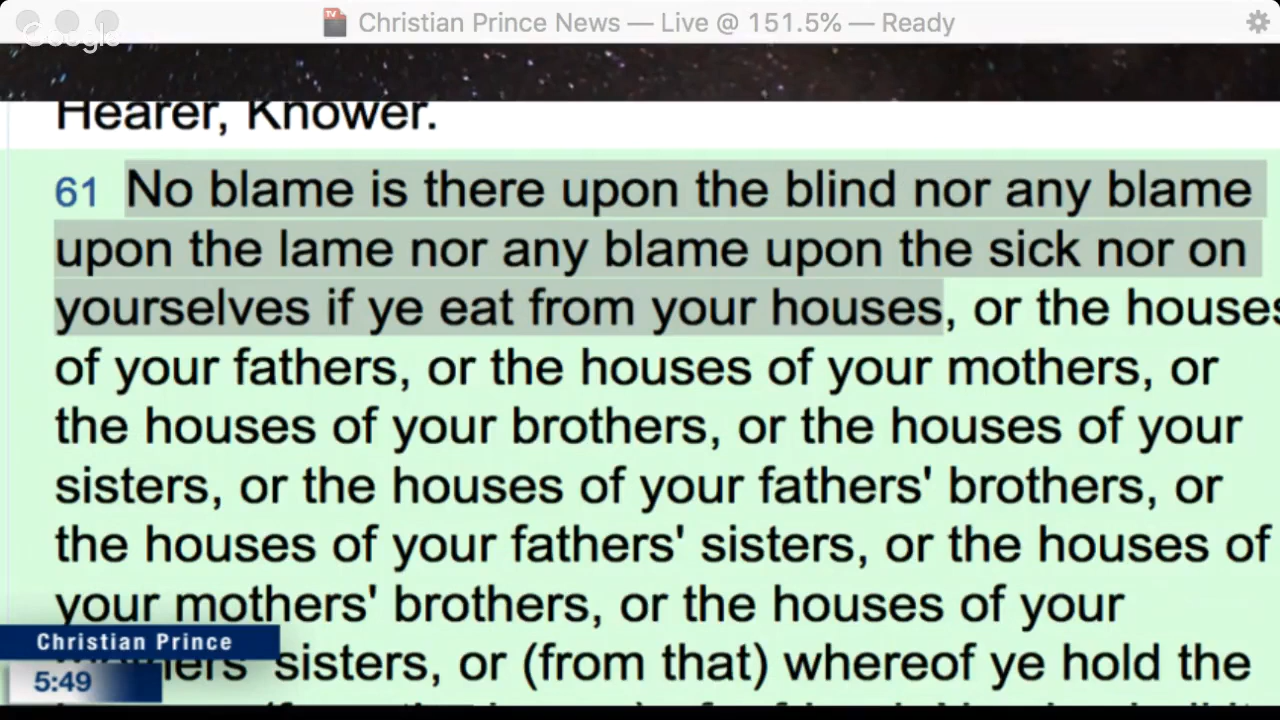 Christian Prince News — Live @ 151.5% — Ready
Google
Hearer, Knower.
61 No blame is there upon the blind nor any blame
upon the lame nor any blame upon the sick nor on
yourselves if ye eat from your houses, or the houses
of your fathers, or the houses of your mothers, or
the houses of your brothers, or the houses of your
sisters, or the houses of your fathers' brothers, or
the houses of your fathers' sisters, or the houses of
your mothers' brothers, or the houses of your
mothers' sisters, or (from that) whereof ye hold the
Christian Prince
5:49